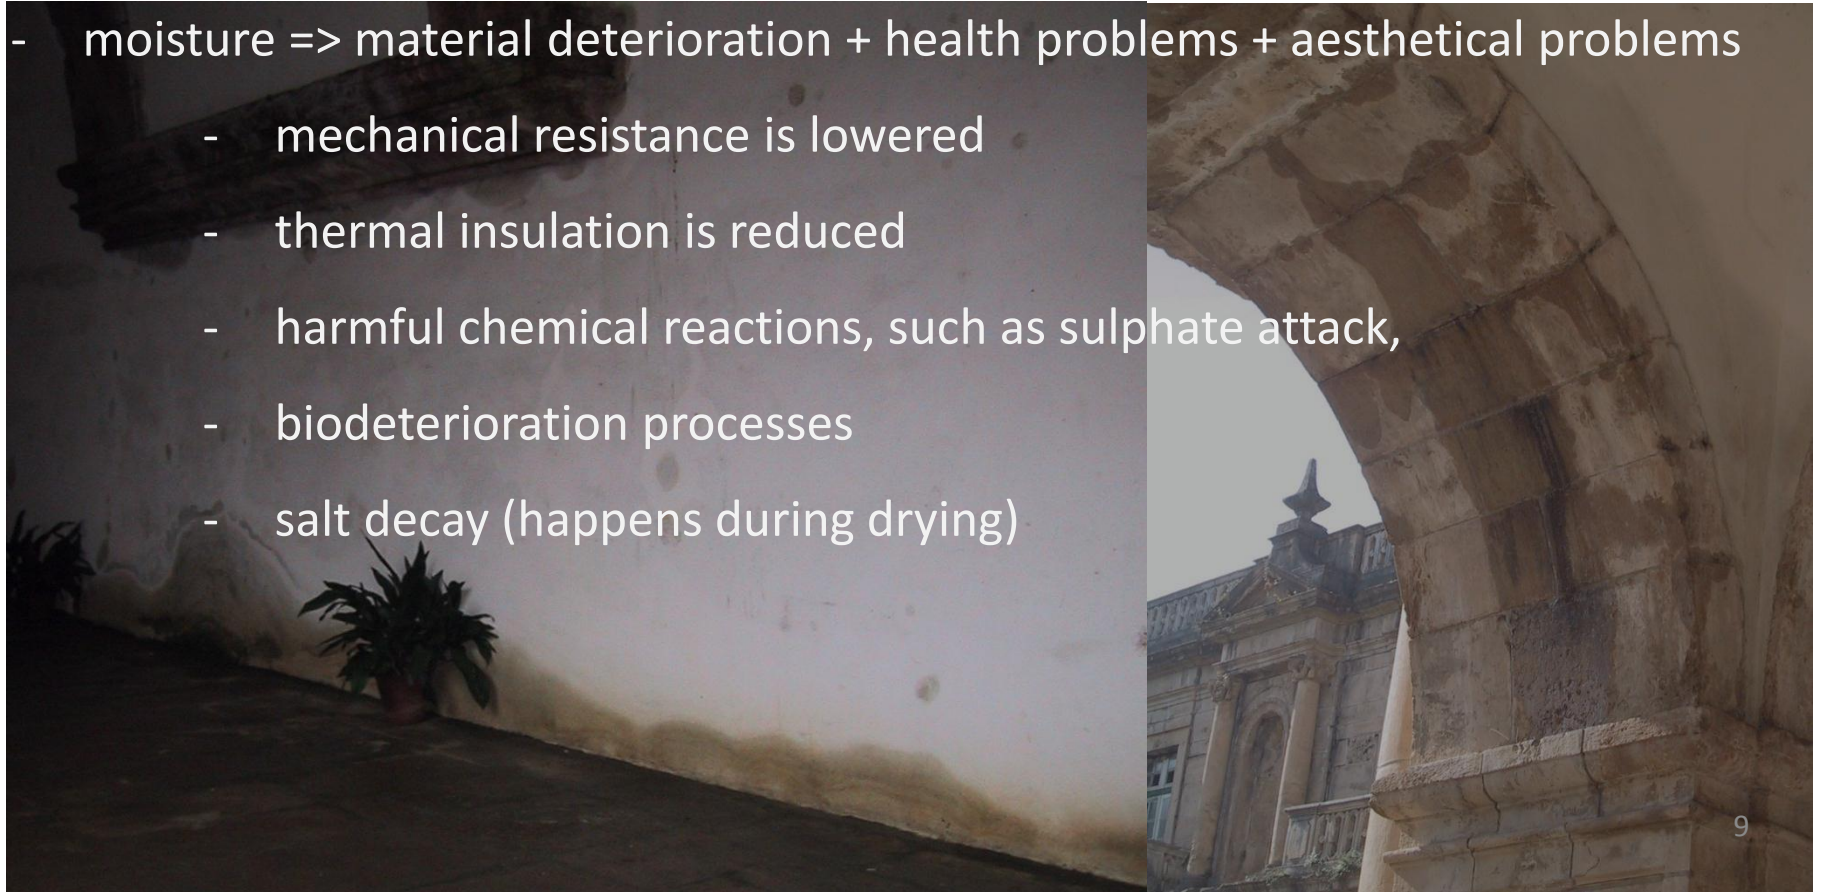 - moisture => material deterioration + health problems + aesthetical problems
- mechanical resistance is lowered
- thermal insulation is reduced
- harmful chemical reactions, such as sulphate attack,
- biodeterioration processes
- salt decay (happens during drying)
9